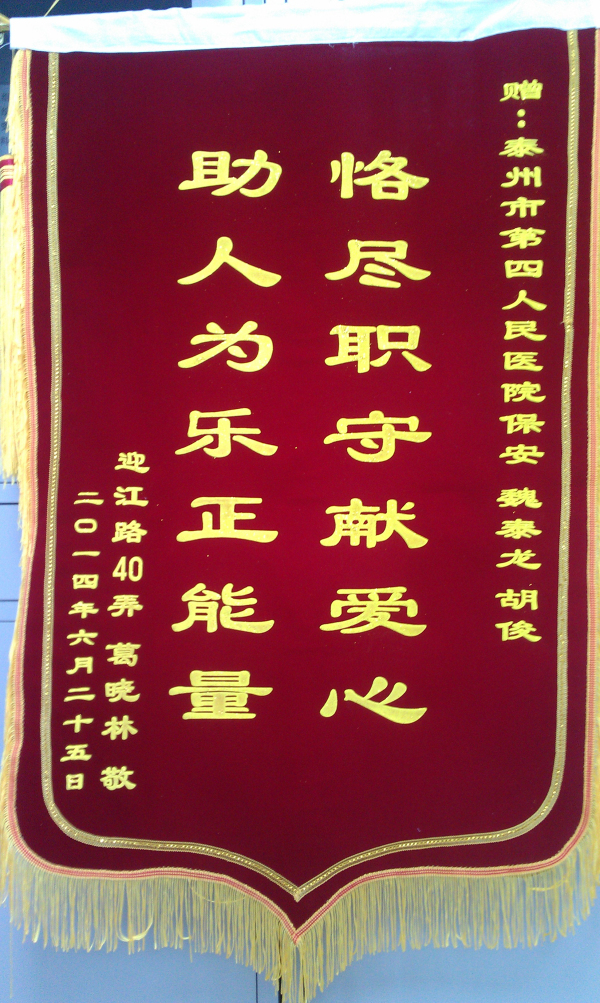 赠：泰州市第四人民医院保安 魏泰龙 胡俊
恪尽职守献爱心
助人为乐正能量
迎江路40弄 葛晓林 敬
二〇一四年六月二十五日